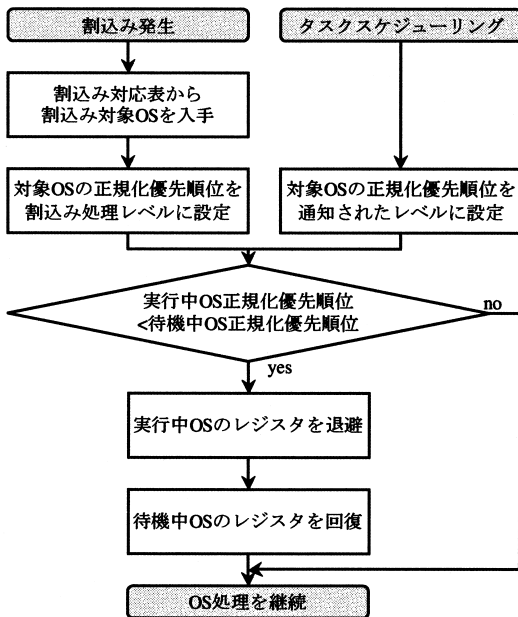 割込み発生
タスクスケジューリング
割込み対応表から
割込み対象OSを入手
対象OSの正規化優先順位を
割込み処理レベルに設定
対象OSの正規化優先順位を
通知されたレベルに設定
実行中OS正規化優先順位
<待機中OS正規化優先順位
no
yes
実行中OSのレジスタを退避
待機中OSのレジスタを回復
OS処理を継続